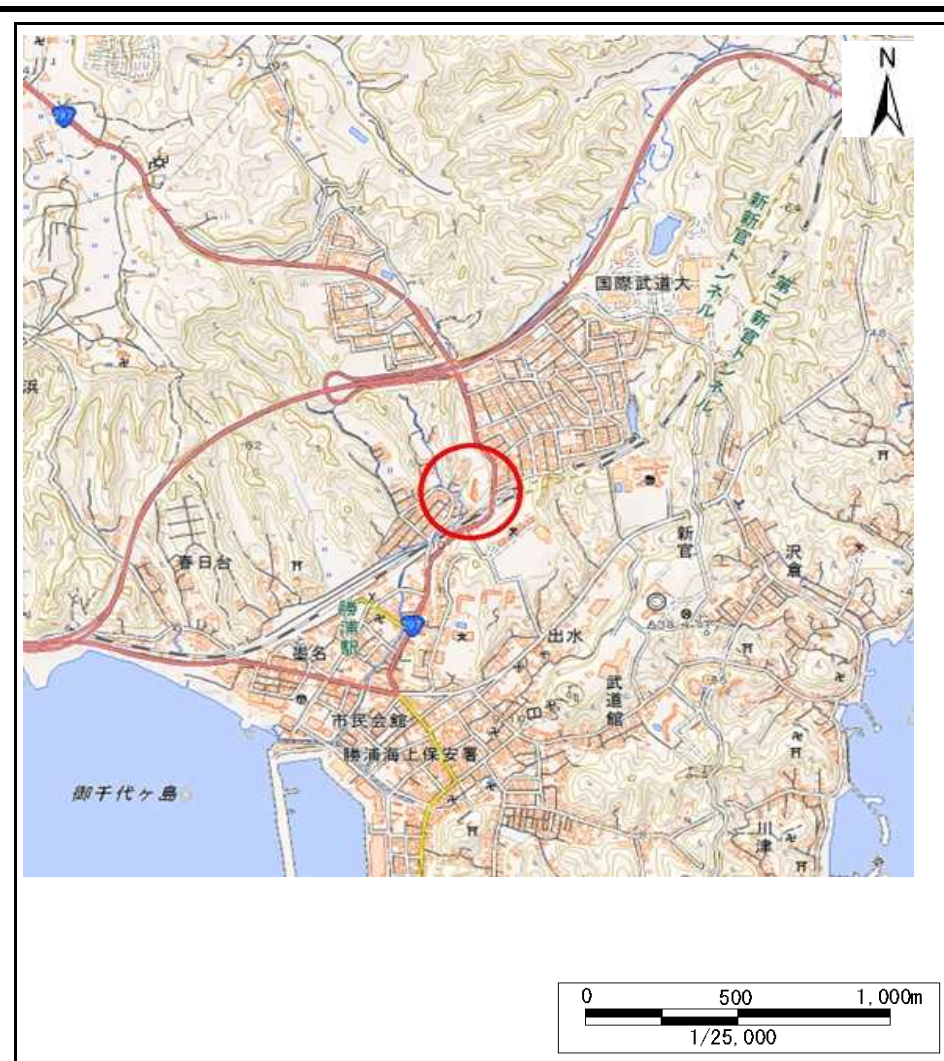 N
297
75
新新官トンネル
国際武道大
第二新官トンネル
48
浜
62
新官
沢倉
春日台
勝浦駅
297
出水
墨名
武道館
市民会館
勝浦海上保安署
御千代ヶ島
川津
0 500 1,000m
1/25,000